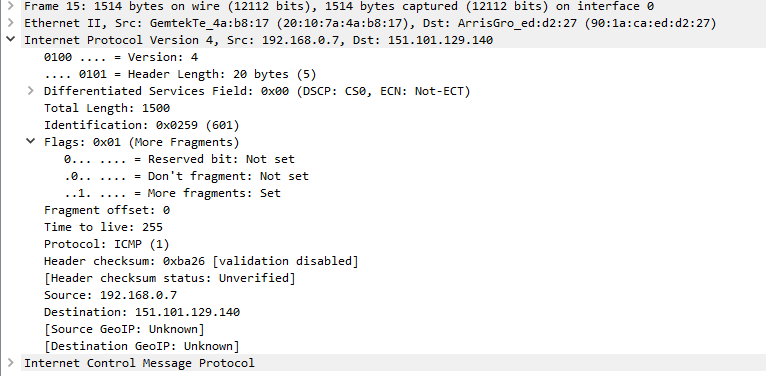 Frame 15: 1514 bytes on wire (12112 bits), 1514 bytes captured (12112 bits) on interface 0
Ethernet II, Src: GemtekTe_4a:b8:17 (20:10:7a:4a:b8:17), Dst: ArrisGro_ed:d2:27 (90:1a:ca:ed:d2:27)
Internet Protocol Version 4, Src: 192.168.0.7, Dst: 151.101.129.140
0100 .... = Version: 4
.... 0101 = Header Length: 20 bytes (5)
Differentiated Services Field: 0x00 (DSCP: CS0, ECN: Not-ECT)
Total Length: 1500
Identification: 0x0259 (601)
Flags: 0x01 (More Fragments)
0... .... = Reserved bit: Not set
.0.. .... = Don't fragment: Not set
..1. .... = More fragments: Set
Fragment offset: 0
Time to live: 255
Protocol: ICMP (1)
Header checksum: 0xba26 [validation disabled]
[Header checksum status: Unverified]
Source: 192.168.0.7
Destination: 151.101.129.140
[Source GeoIP: Unknown]
[Destination GeoIP: Unknown]
Internet Control Message Protocol